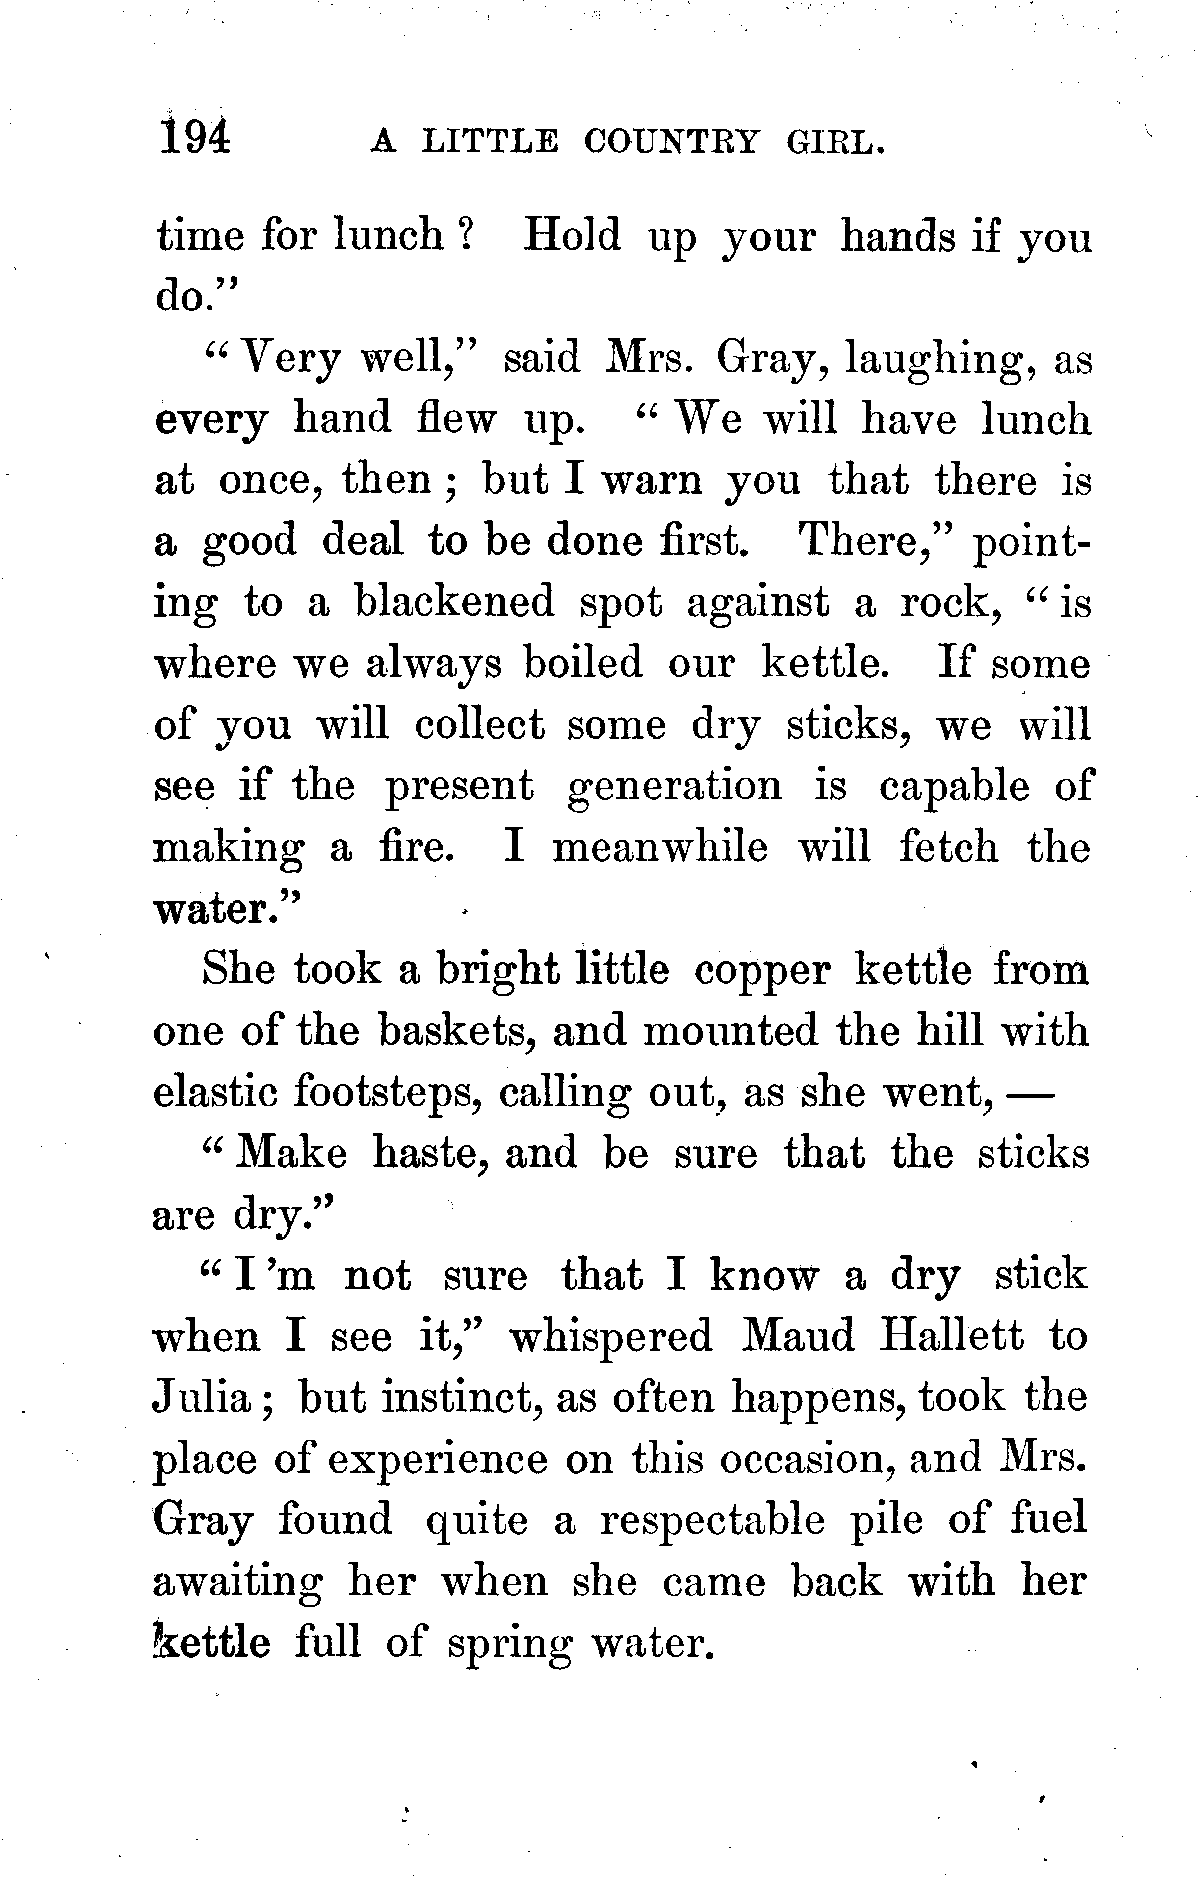 194 A LITTLE COUNTRY GIRL.
time for lunch ? Hold up your hands if you
do."
" Very well," said Mrs. Gray, laughing, as
every hand flew up. " We will have lunch
at once, then ; but I warn you that there is
a good deal to be done first. There," point-
ing to a blackened spot against a rock, " is
where we always boiled our kettle. If some
of you will collect some dry sticks, we will
see if the present generation is capable of
making a fire. I meanwhile will fetch the
water."
She took a bright little copper kettle from
one of the baskets, and mounted the hill with
elastic footsteps, calling out, as she went, —
" Make haste, and be sure that the sticks
are dry."
" I 'm not sure that I know a dry stick
when I see it," whispered Maud Hallett to
Julia ; but instinct, as often happens, took the
place of experience on this occasion, and Mrs.
Gray found quite a respectable pile of fuel
awaiting her when she came back with her
kettle full of spring water.